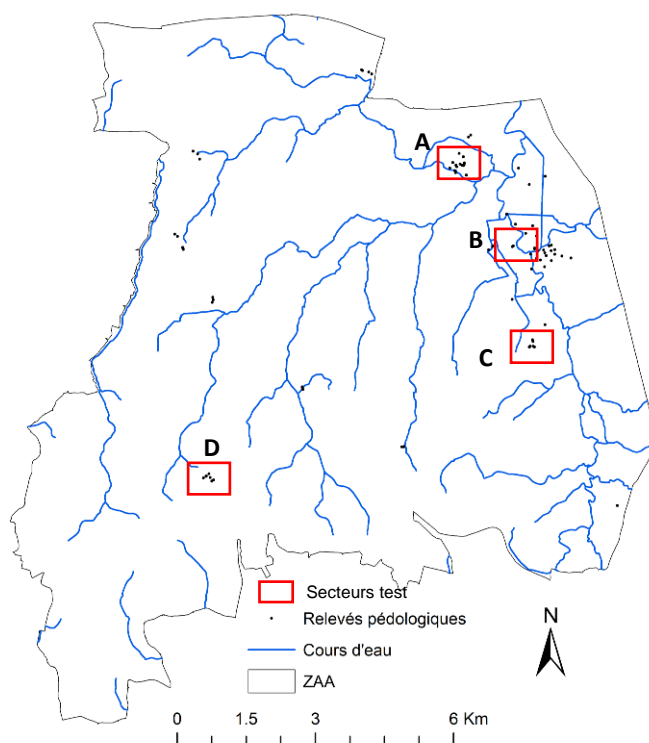 A
B
C
D
Secteurs test
Relevés pédologiques
Cours d'eau
ZAA
N
0 1.5 3 6 Km